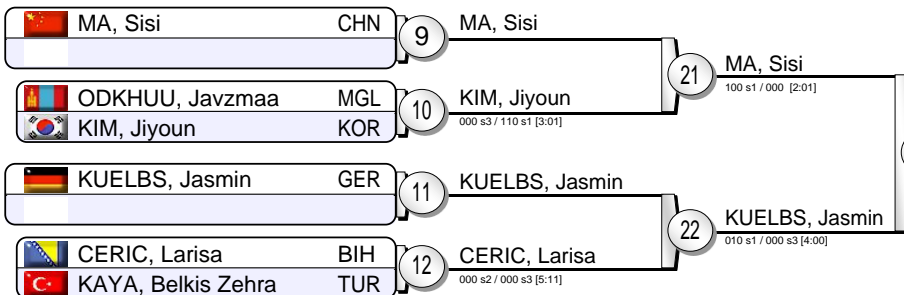 MA, Sisi CHN
9
MA, Sisi
ODKHUU, Javzmaa MGL
KIM, Jiyoun KOR
10
KIM, Jiyoun
000 s3 / 110 s1 [3:01]
21
MA, Sisi
100 s1 / 000 [2:01]
KUELBS, Jasmin GER
11
KUELBS, Jasmin
CERIC, Larisa BIH
KAYA, Belkis Zehra TUR
12
CERIC, Larisa
000 s2 / 000 s3 [5:11]
22
KUELBS, Jasmin
010 s1 / 000 s3 [4:00]